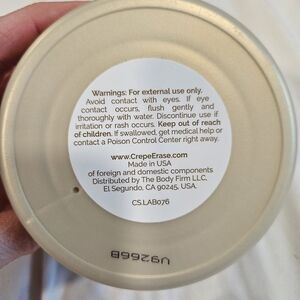 Warnings: For external use only.
Avoid contact with eyes. If eye
contact occurs, flush gently and
thoroughly with water. Discontinue use if
irritation or rash occurs. Keep out of reach
of children. If swallowed, get medical help or
contact a Poison Control Center right away.
www.CrepeErase.com
Made in USA
of foreign and domestic components
Distributed by The Body Firm LLC,
El Segundo, CA 90245, USA.
CS.LAB076
U9266B